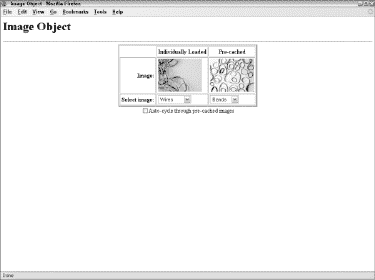 Image Object - Mozilla Firefox
File Edit View Go Bookmarks Tools Help
Image Object
Individually Loaded Pre-cached
Image:
Select image: Wires Bands
Auto-cycle through pre-cached images
Done